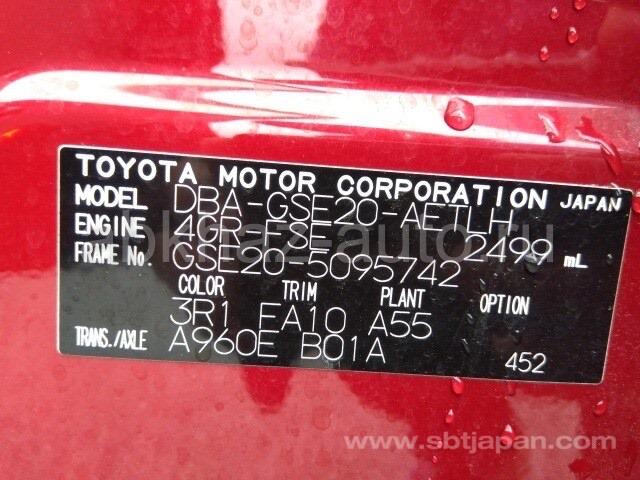 TOYOTA MOTOR CORPORATION JAPAN
MODEL DBA-GSE20-AETLH
ENGINE 4GR-FSE 2499 mL
FRAME No. GSE20-5095742
COLOR TRIM PLANT OPTION
3R1 FA10 A55
TRANS./AXLE A960E B01A
452
www.sbtjapan.com